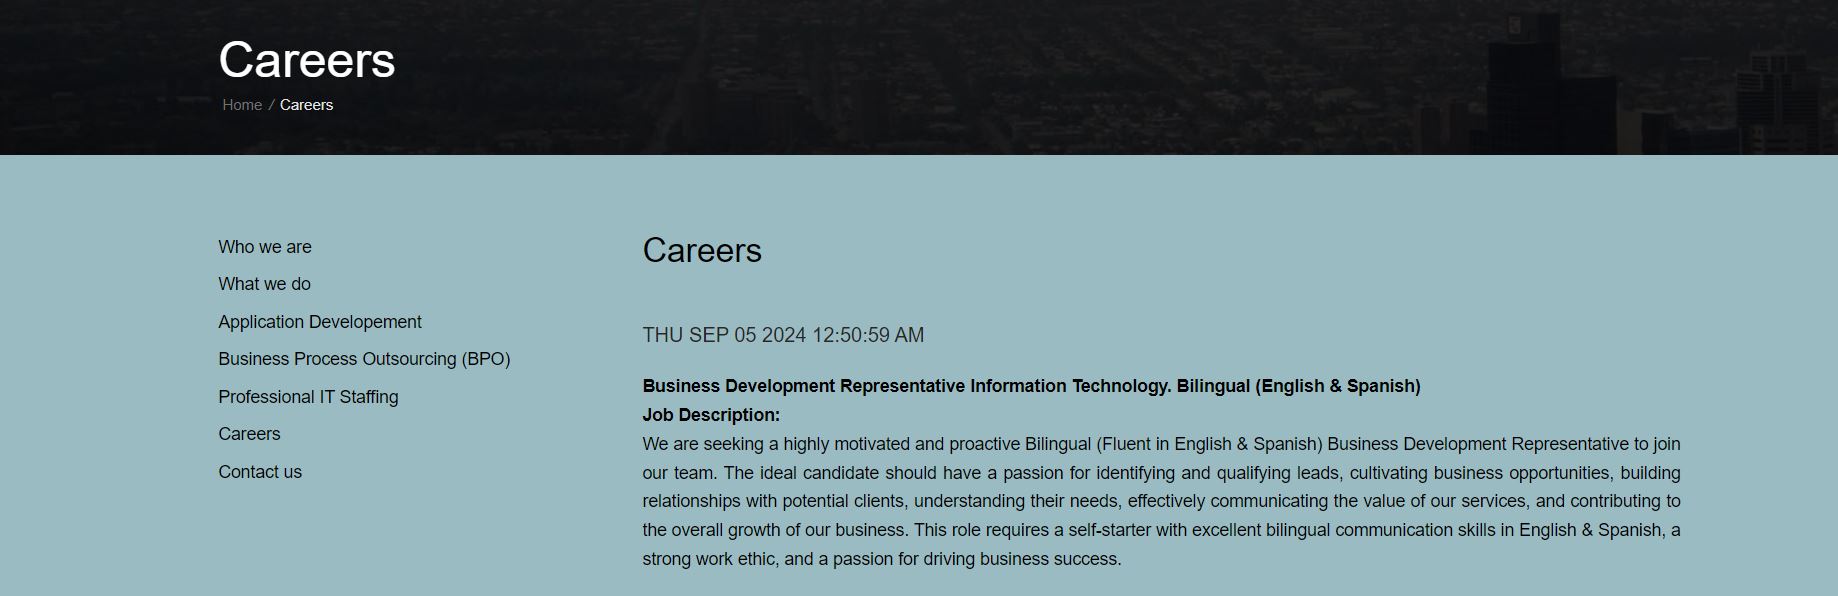 Careers
Home / Careers
Who we are
What we do
Application Developement
Business Process Outsourcing (BPO)
Professional IT Staffing
Careers
Contact us
Careers
THU SEP 05 2024 12:50:59 AM
Business Development Representative Information Technology. Bilingual (English & Spanish)
Job Description:
We are seeking a highly motivated and proactive Bilingual (Fluent in English & Spanish) Business Development Representative to join
our team. The ideal candidate should have a passion for identifying and qualifying leads, cultivating business opportunities, building
relationships with potential clients, understanding their needs, effectively communicating the value of our services, and contributing to
the overall growth of our business. This role requires a self-starter with excellent bilingual communication skills in English & Spanish, a
strong work ethic, and a passion for driving business success.